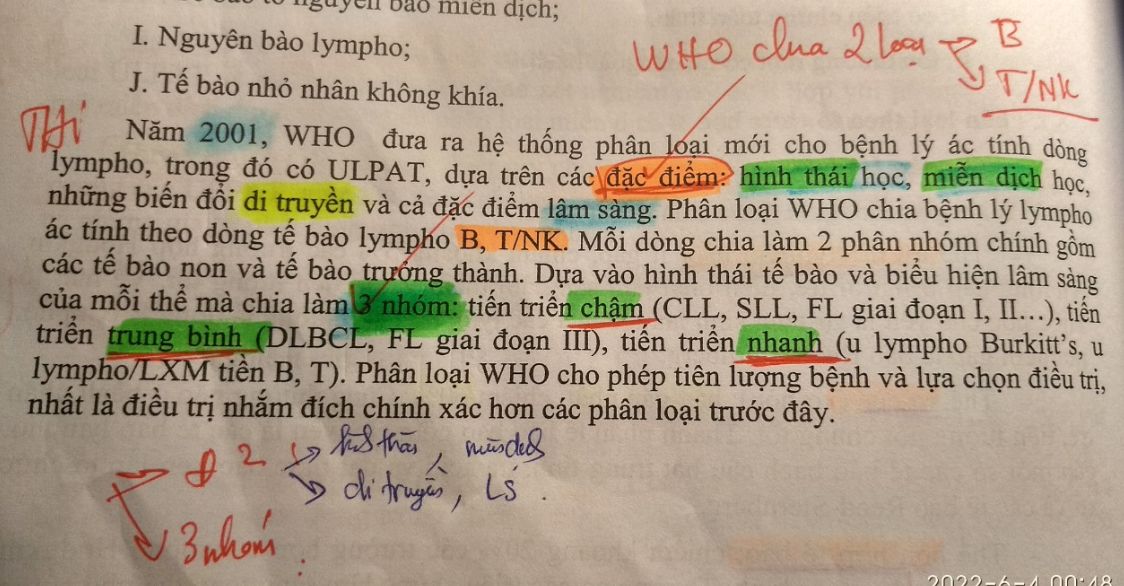 nguyên bào miễn dịch;
I. Nguyên bào lympho;
WHO chia 2 loại B
T/NK
J. Tế bào nhỏ nhân không khía.
THi
Năm 2001, WHO đưa ra hệ thống phân loại mới cho bệnh lý ác tính dòng
lympho, trong đó có ULPAT, dựa trên các đặc điểm: hình thái học, miễn dịch học,
những biến đổi di truyền và cả đặc điểm lâm sàng. Phân loại WHO chia bệnh lý lympho
ác tính theo dòng tế bào lympho B, T/NK. Mỗi dòng chia làm 2 phân nhóm chính gồm
các tế bào non và tế bào trưởng thành. Dựa vào hình thái tế bào và biểu hiện lâm sàng
của mỗi thể mà chia làm 3 nhóm: tiến triển chậm (CLL, SLL, FL giai đoạn I, II…), tiến
triển trung bình (DLBCL, FL giai đoạn III), tiến triển nhanh (u lympho Burkitt's, u
lympho/LXM tiền B, T). Phân loại WHO cho phép tiên lượng bệnh và lựa chọn điều trị,
nhất là điều trị nhắm đích chính xác hơn các phân loại trước đây.
2 thái,
di truyền, LS.
3 nhóm.
2022-6-4 00:48